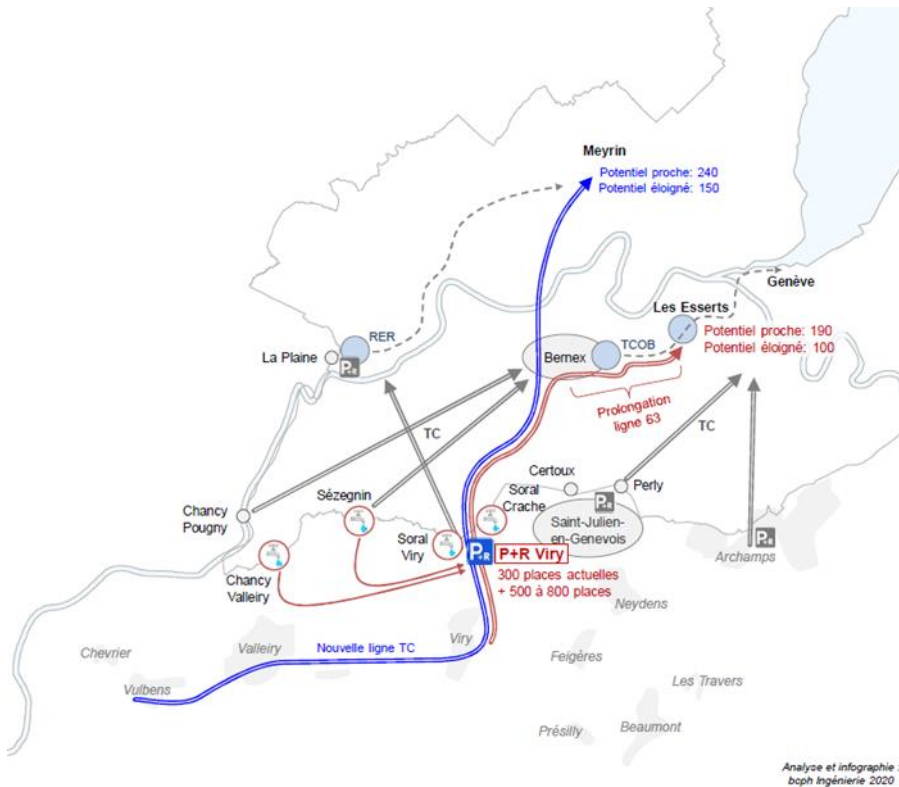 Meyrin
Potentiel proche: 240
Potentiel éloigné: 150
Genève
Les Esserts
RER
La Plaine
P+R
TCOB
Bernex
Potentiel proche: 190
Potentiel éloigné: 100
Prolongation
ligne 63
TC
TC
Certoux
Perly
Sézegnin
Soral
Crache
P+R
Chancy
Pougny
Saint-Julien-
en-Genevois
Soral
Viry
P+R
P+R Viry
P+R
Archamps
Chancy
Valleiry
300 places actuelles
+ 500 à 800 places
Neydens
Chevrier
Valleiry
Nouvelle ligne TC
Viry
Feigères
Vulbens
Les Travers
Présilly
Beaumont
Analyse et infographie :
bcph Ingénierie 2020